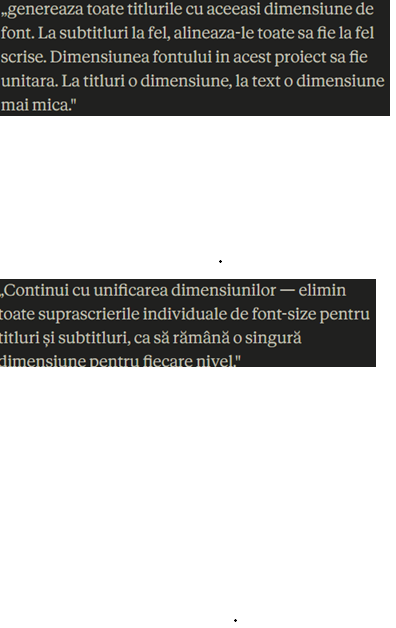 „genereaza toate titlurile cu aceeasi dimensiune de
font. La subtitluri la fel, alineaza-le toate sa fie la fel
scrise. Dimensiunea fontului in acest proiect sa fie
unitara. La titluri o dimensiune, la text o dimensiune
mai mica."
.
„Continui cu unificarea dimensiunilor — elimin
toate suprascrierile individuale de font-size pentru
titluri și subtitluri, ca să rămână o singură
dimensiune pentru fiecare nivel."
.